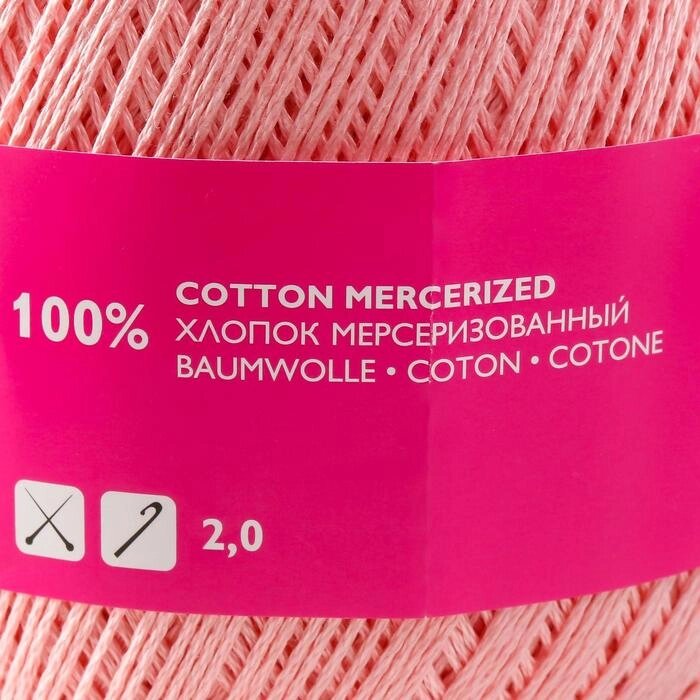 100%
COTTON MERCERIZED
ХЛОПОК МЕРСЕРИЗОВАННЫЙ
BAUMWOLLE • COTON • COTONE
2,0